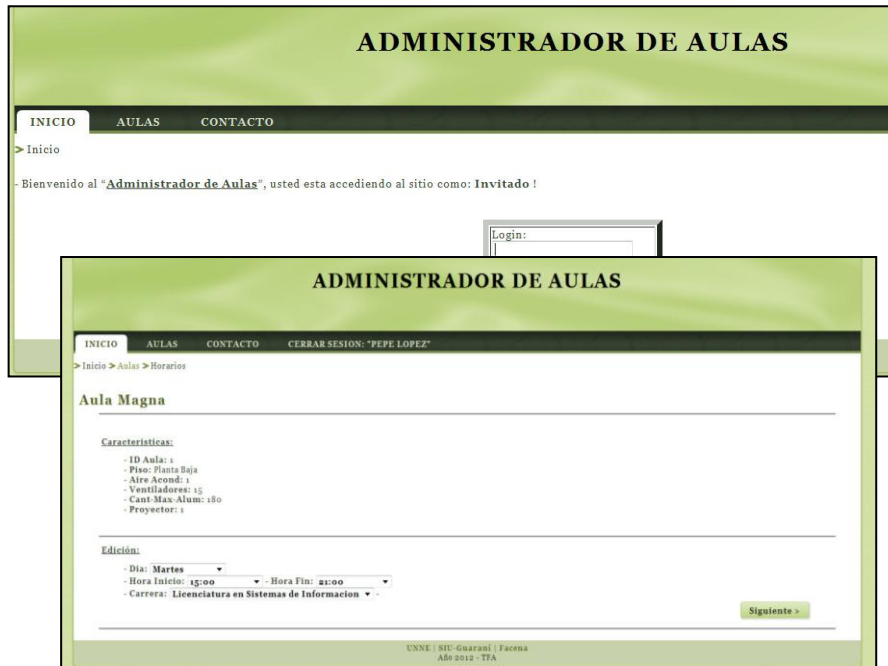 ADMINISTRADOR DE AULAS
INICIO AULAS CONTACTO
> Inicio
- Bienvenido al “Administrador de Aulas”, usted esta accediendo al sitio como: Invitado !
Login:
ADMINISTRADOR DE AULAS
INICIO AULAS CONTACTO CERRAR SESION: "PEPE LOPEZ"
> Inicio > Aulas > Horarios
Aula Magna
Caracteristicas:
- ID Aula: 1
- Piso: Planta Baja
- Aire Acond: 1
- Ventiladores: 15
- Cant-Max-Alum: 180
- Proyector: 1
Edición:
- Dia: Martes
- Hora Inicio: 15:00 - Hora Fin: 21:00
- Carrera: Licenciatura en Sistemas de Informacion -
Siguiente >
UNNE | SIU-Guaraní | Facena
Año 2012 - TFA